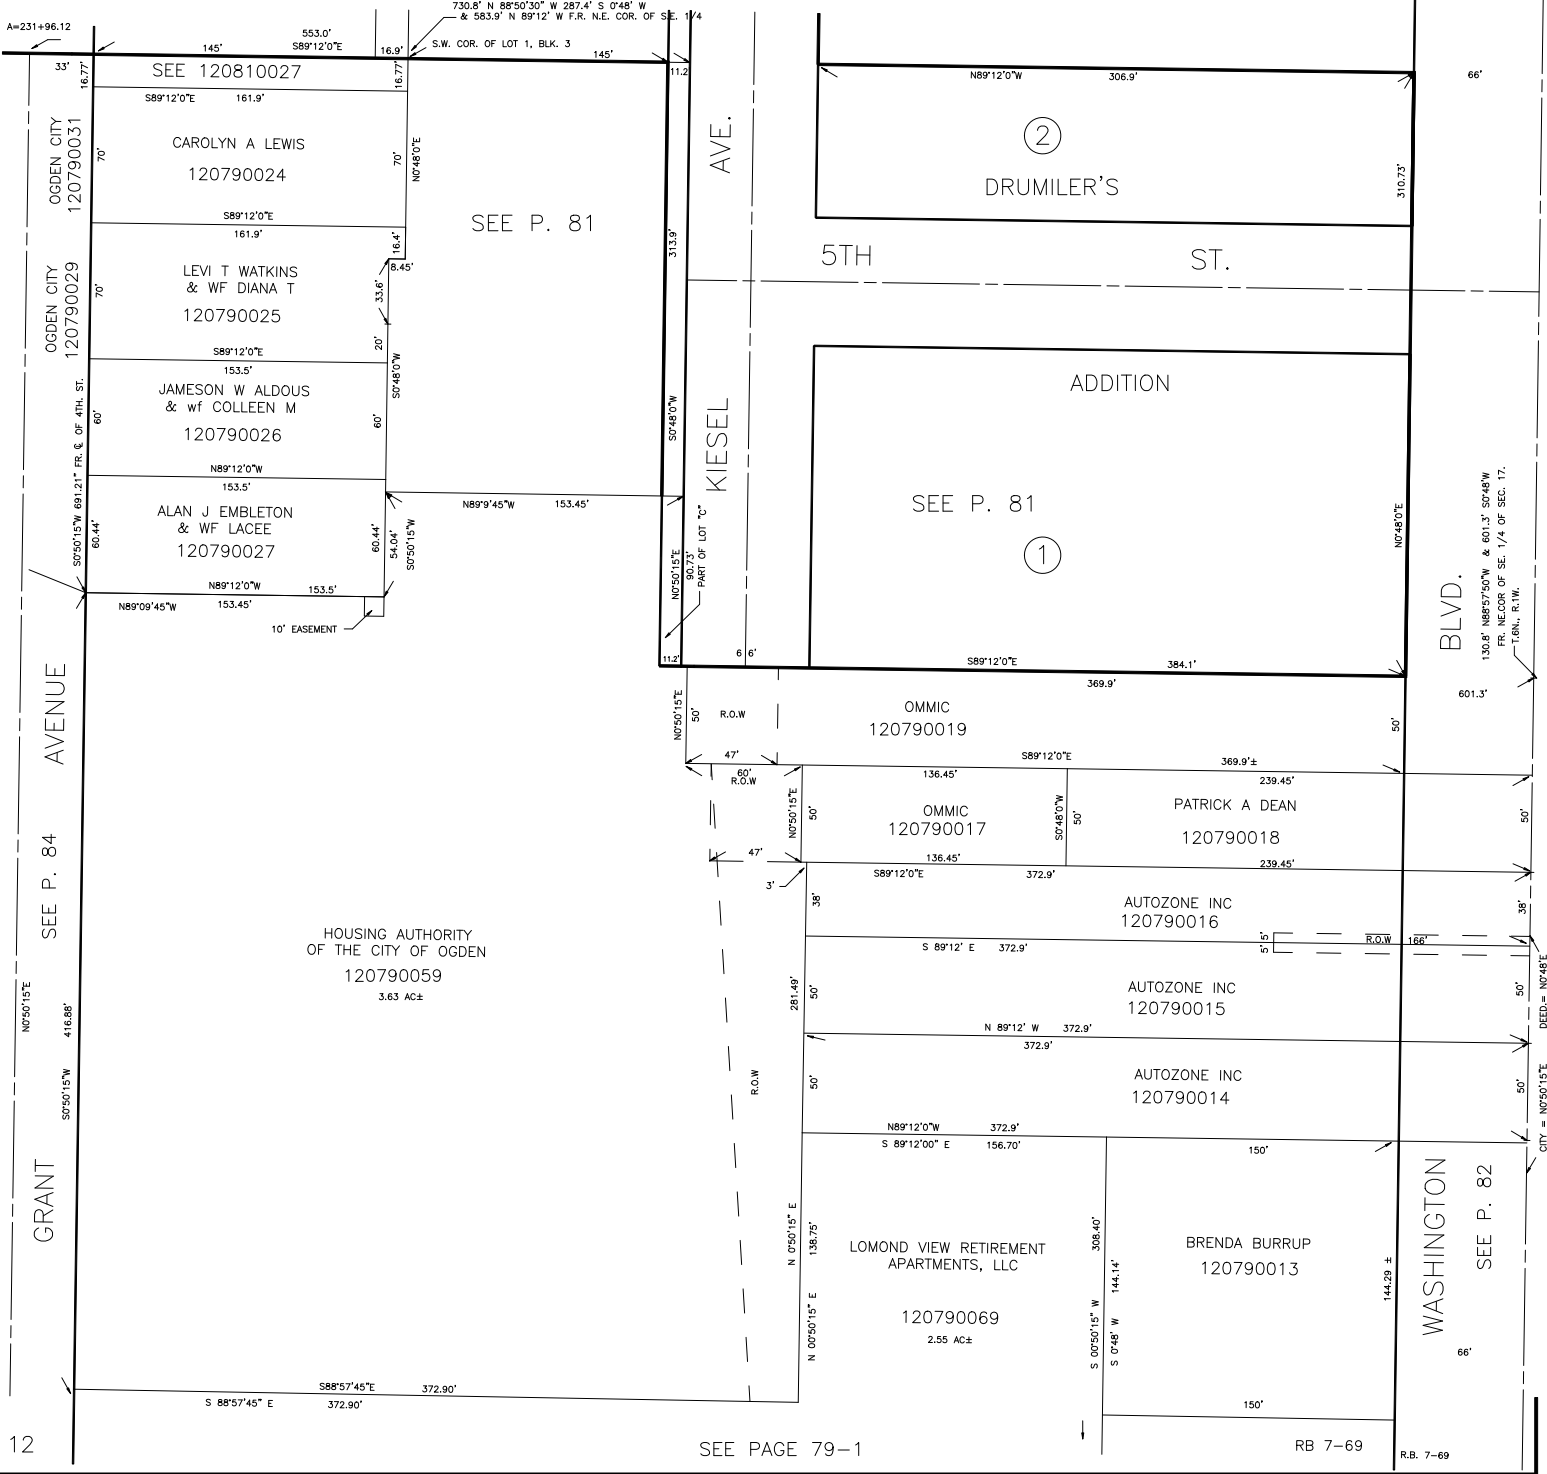 730.8' N 88°50'30" W 287.4' S 0°48' W
& 583.9' N 89°12' W F.R. N.E. COR. OF S.E. 1/4
A=231+96.12
553.0'
145'
S89°12'0"E
16.9'
S.W. COR. OF LOT 1, BLK. 3
145'
33'
16.77'
SEE 120810027
16.77'
11.2
N89°12'0"W
306.9'
66'
S89°12'0"E
161.9'
OGDEN CITY
120790031
70'
CAROLYN A LEWIS
120790024
70'
N0°48'0"E
AVE.
2
DRUMILER'S
310.73'
S89°12'0"E
161.9'
16.4'
8.45'
SEE P. 81
313.9'
5TH
ST.
OGDEN CITY
120790029
70'
LEVI T WATKINS
& WF DIANA T
120790025
33.6'
20'
S89°12'0"E
153.5'
S0°48'0"W
JAMESON W ALDOUS
& wf COLLEEN M
120790026
60'
60'
S0°48'0"W
KIESEL
ADDITION
S0°50'15"W 691.21" FR. ℄ OF 4TH. ST.
N89°12'0"W
153.5'
N89°9'45"W
153.45'
ALAN J EMBLETON
& WF LACEE
120790027
60.44'
60.44'
54.04'
S0°50'15"W
N0°50'15"E
90.73'
PART OF LOT "C"
SEE P. 81
1
N0°48'0"E
BLVD.
130.8' N88°57'50"W & 601.3' S0°48'W
FR. NE.COR OF SE. 1/4 OF SEC. 17.
T.6N., R.1W.
N89°12'0"W
153.5'
N89°09'45"W
153.45'
10' EASEMENT
11.2'
6 6'
S89°12'0"E
384.1'
369.9'
601.3'
AVENUE
N0°50'15"E
50'
R.O.W
OMMIC
120790019
50'
47'
60'
R.O.W
S89°12'0"E
369.9'±
136.45'
239.45'
N0°50'15"E
50'
OMMIC
120790017
S0°48'0"W
50'
PATRICK A DEAN
120790018
50'
SEE P. 84
47'
136.45'
239.45'
3'
S89°12'0"E
372.9'
38'
AUTOZONE INC
120790016
38'
HOUSING AUTHORITY
OF THE CITY OF OGDEN
120790059
3.63 AC±
S 89°12' E
372.9'
5' 5'
R.O.W
166'
N0°50'15"E
416.88'
281.49'
50'
AUTOZONE INC
120790015
50'
DEED.= N0°48'E
N 89°12' W
372.9'
372.9'
S0°50'15"W
R.O.W
50'
AUTOZONE INC
120790014
50'
CITY = N0°50'15"E
N89°12'0"W
372.9'
S 89°12'00" E
156.70'
150'
GRANT
N 0°50'15" E
138.75'
N 00°50'15" E
LOMOND VIEW RETIREMENT
APARTMENTS, LLC
120790069
2.55 AC±
308.40'
S 00°50'15" W
144.14'
S 0°48' W
BRENDA BURRUP
120790013
144.29 ±
WASHINGTON
SEE P. 82
66'
S88°57'45"E
372.90'
S 88°57'45" E
372.90'
150'
12
SEE PAGE 79-1
RB 7-69
R.B. 7-69